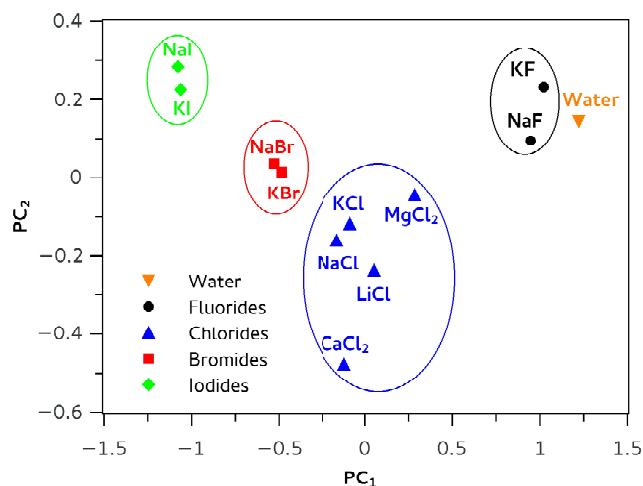 0.4
0.2
0
−0.2
−0.4
−0.6
PC₂
NaI
KI
KF
Water
NaF
NaBr
KBr
KCl
MgCl₂
NaCl
LiCl
CaCl₂
Water
Fluorides
Chlorides
Bromides
Iodides
−1.5
−1
−0.5
0
0.5
1
1.5
PC₁